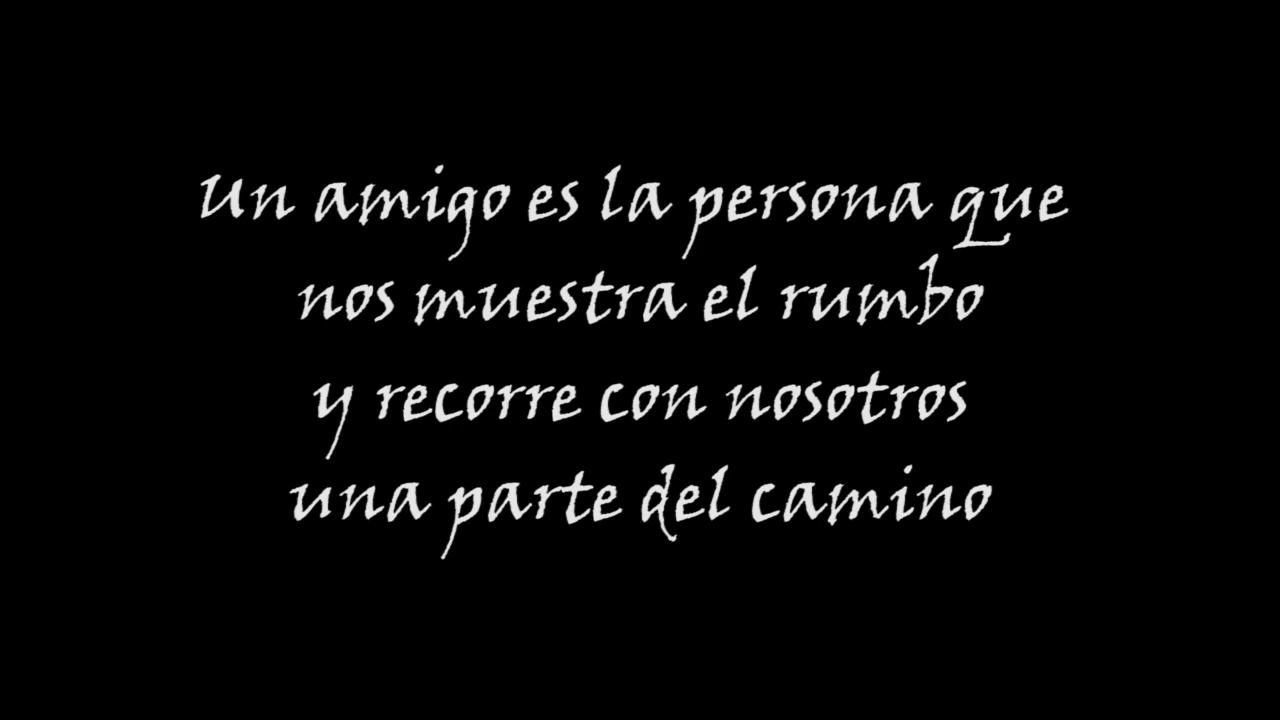 Un amigo es la persona que
nos muestra el rumbo
y recorre con nosotros
una parte del camino